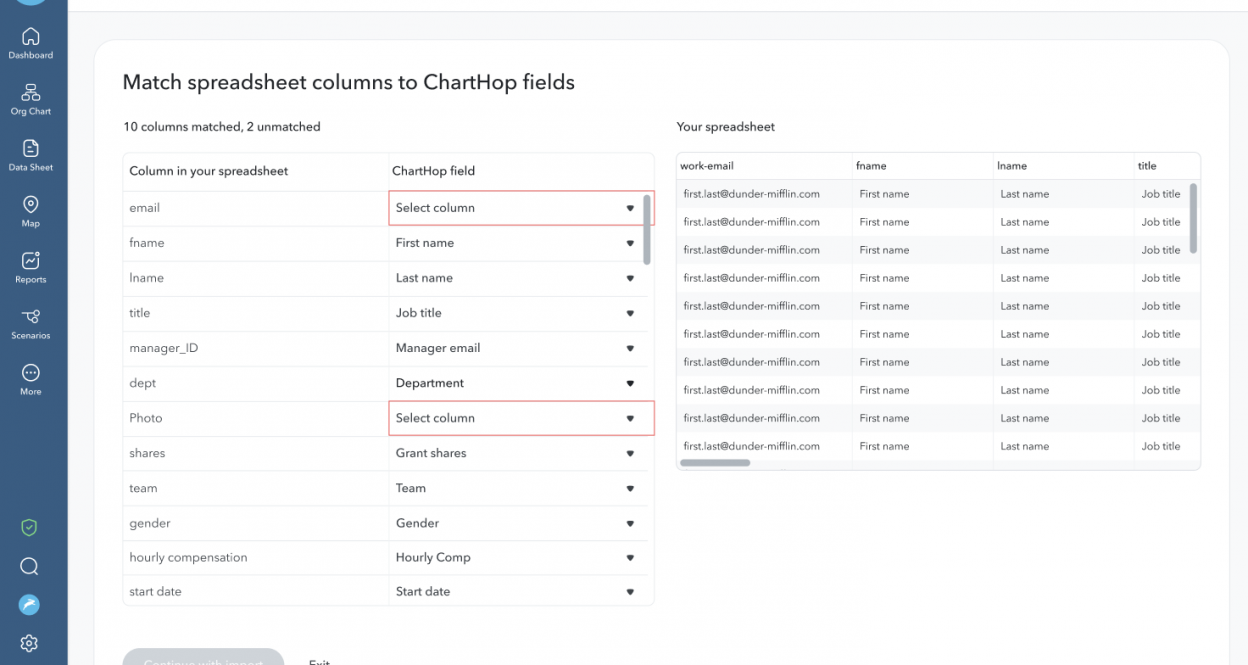 Dashboard
Org Chart
Data Sheet
Map
Reports
Scenarios
More
Match spreadsheet columns to ChartHop fields
10 columns matched, 2 unmatched
Column in your spreadsheet ChartHop field
email Select column
fname First name
lname Last name
title Job title
manager_ID Manager email
dept Department
Photo Select column
shares Grant shares
team Team
gender Gender
hourly compensation Hourly Comp
start date Start date
Continue with import Exit
Your spreadsheet
work-email fname lname title
first.last@dunder-mifflin.com First name Last name Job title
first.last@dunder-mifflin.com First name Last name Job title
first.last@dunder-mifflin.com First name Last name Job title
first.last@dunder-mifflin.com First name Last name Job title
first.last@dunder-mifflin.com First name Last name Job title
first.last@dunder-mifflin.com First name Last name Job title
first.last@dunder-mifflin.com First name Last name Job title
first.last@dunder-mifflin.com First name Last name Job title
first.last@dunder-mifflin.com First name Last name Job title
first.last@dunder-mifflin.com First name Last name Job title